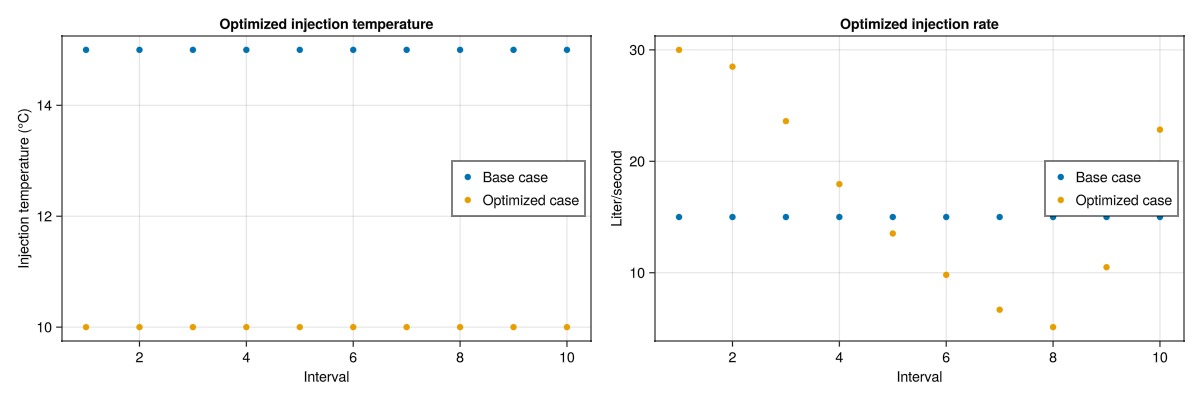 Optimized injection temperature
Injection temperature (°C)
14
12
10
2 4 6 8 10
Interval
Base case
Optimized case
Optimized injection rate
Liter/second
30
20
10
2 4 6 8 10
Interval
Base case
Optimized case